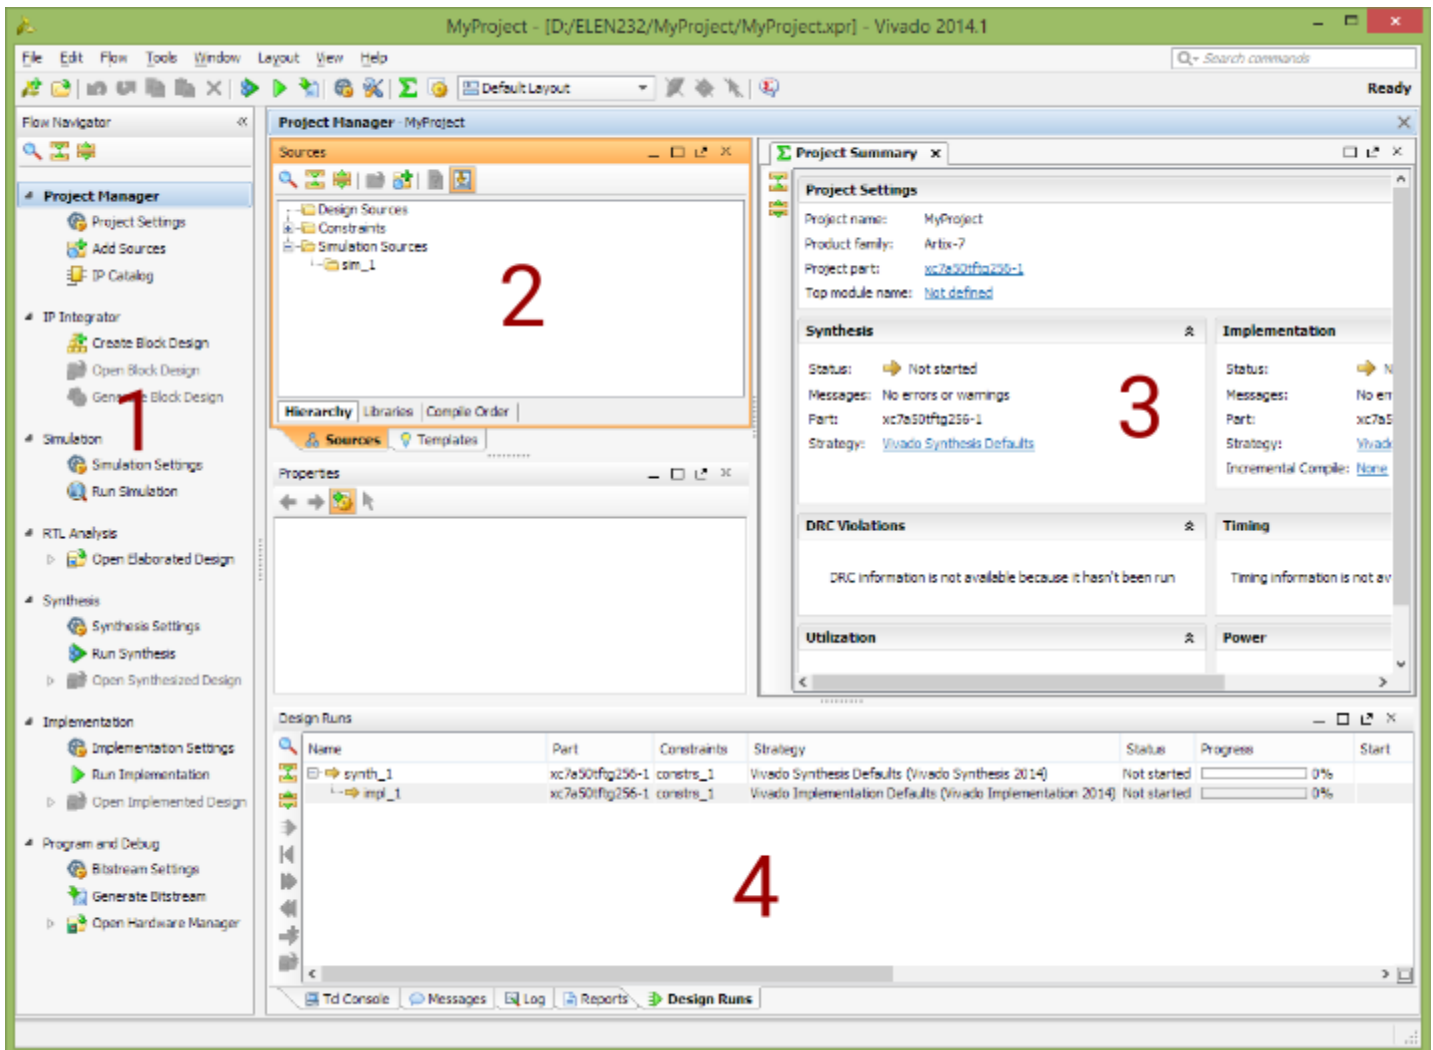 MyProject - [D:/ELEN232/MyProject/MyProject.xpr] - Vivado 2014.1
File Edit Flow Tools Window Layout View Help
Search commands
Default Layout
Ready
Flow Navigator
Project Manager
Project Settings
Add Sources
IP Catalog
IP Integrator
Create Block Design
Open Block Design
Generate Block Design
1
Simulation
Simulation Settings
Run Simulation
RTL Analysis
Open Elaborated Design
Synthesis
Synthesis Settings
Run Synthesis
Open Synthesized Design
Implementation
Implementation Settings
Run Implementation
Open Implemented Design
Program and Debug
Bitstream Settings
Generate Bitstream
Open Hardware Manager
Project Manager - MyProject
Sources
Design Sources
Constraints
Simulation Sources
sim_1
2
Hierarchy Libraries Compile Order
Sources Templates
Properties
Project Summary
Project Settings
Project name: MyProject
Product family: Artix-7
Project part: xc7a50tftg256-1
Top module name: Not defined
Synthesis
Status: Not started
Messages: No errors or warnings
Part: xc7a50tftg256-1
Strategy: Vivado Synthesis Defaults
3
Implementation
Status: N
Messages: No err
Part: xc7a5
Strategy: Vivad
Incremental Compile: None
DRC Violations
DRC information is not available because it hasn't been run
Timing
Timing information is not av
Utilization
Power
Design Runs
Name Part Constraints Strategy Status Progress Start
synth_1 xc7a50tftg256-1 constrs_1 Vivado Synthesis Defaults (Vivado Synthesis 2014) Not started 0%
impl_1 xc7a50tftg256-1 constrs_1 Vivado Implementation Defaults (Vivado Implementation 2014) Not started 0%
4
Tcl Console Messages Log Reports Design Runs